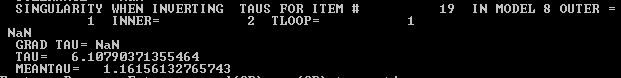 SINGULARITY WHEN INVERTING TAUS FOR ITEM # 19 IN MODEL 8 OUTER =
1 INNER= 2 TLOOP= 1
NaN
GRAD TAU= NaN
TAU= 6.10790371355464
MEANTAU= 1.16156132765743